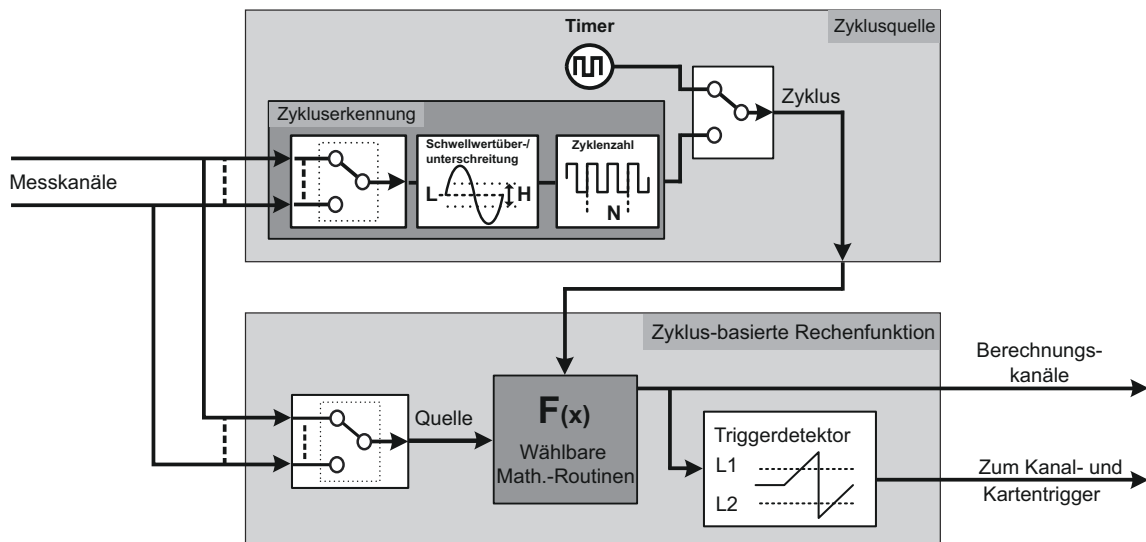 Zyklusquelle
Timer
Zyklus
Zykluserkennung
Schwellwertüber-/
unterschreitung
L
H
Zyklenzahl
N
Messkanäle
Zyklus-basierte Rechenfunktion
Quelle
F(x)
Wählbare
Math.-Routinen
Berechnungs-
kanäle
Triggerdetektor
L1
L2
Zum Kanal- und
Kartentrigger